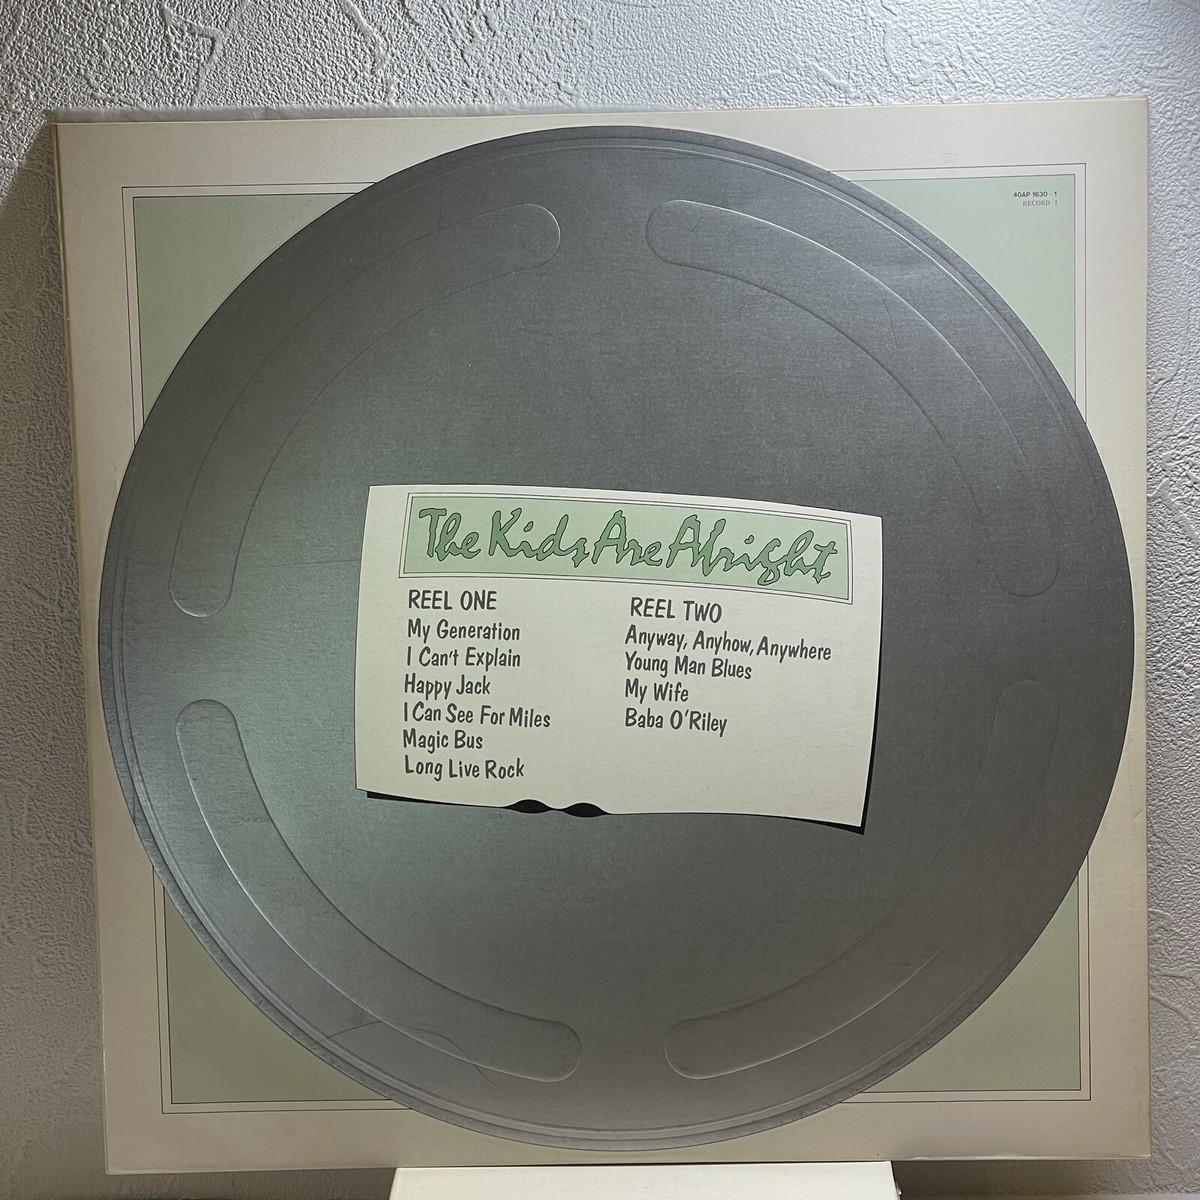 40AP 1630-1
RECORD 1
The Kids Are Alright
REEL ONE
My Generation
I Can't Explain
Happy Jack
I Can See For Miles
Magic Bus
Long Live Rock
REEL TWO
Anyway, Anyhow, Anywhere
Young Man Blues
My Wife
Baba O'Riley